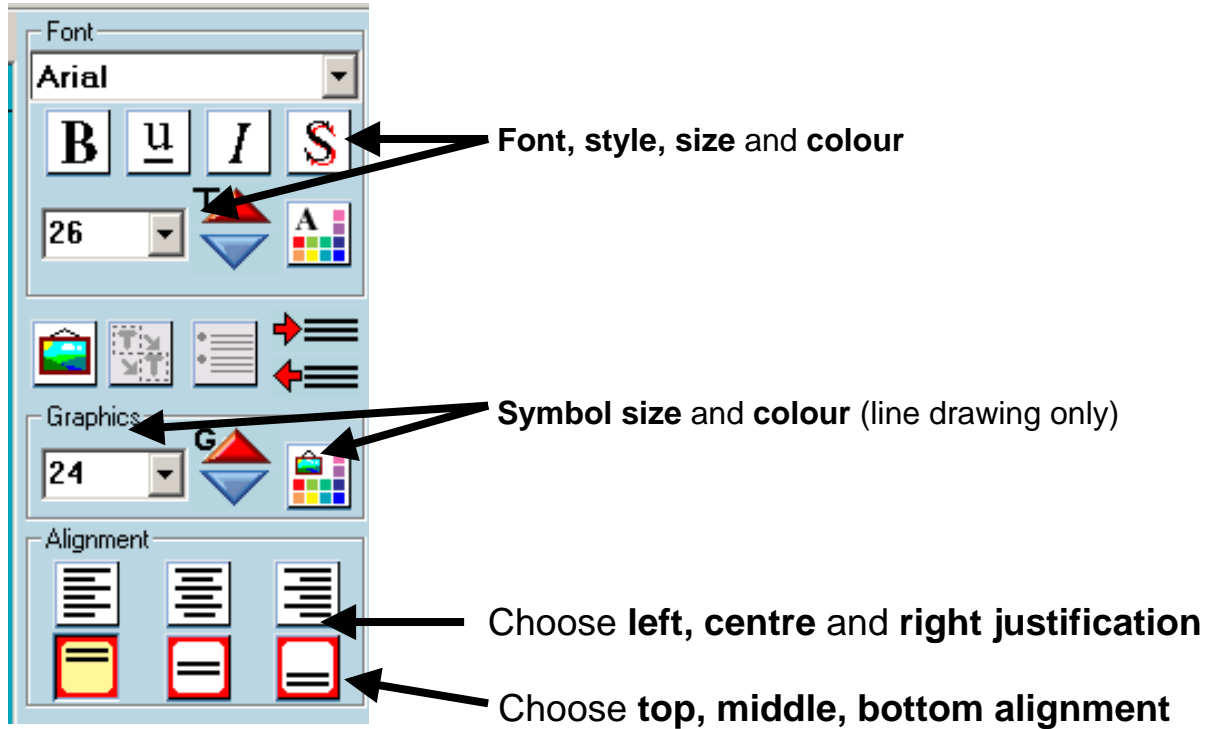 Font
Arial
B u I S
Font, style, size and colour
26 T A
Graphics
Symbol size and colour (line drawing only)
24 G
Alignment
Choose left, centre and right justification
Choose top, middle, bottom alignment